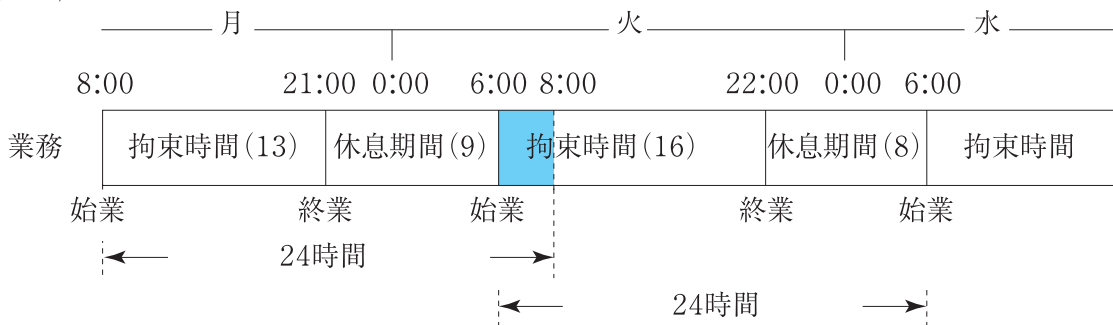 月 火 水
8:00 21:00 0:00 6:00 8:00 22:00 0:00 6:00
業務 拘束時間(13) 休息期間(9) 拘束時間(16) 休息期間(8) 拘束時間
始業 終業 始業 終業 始業
24時間
24時間